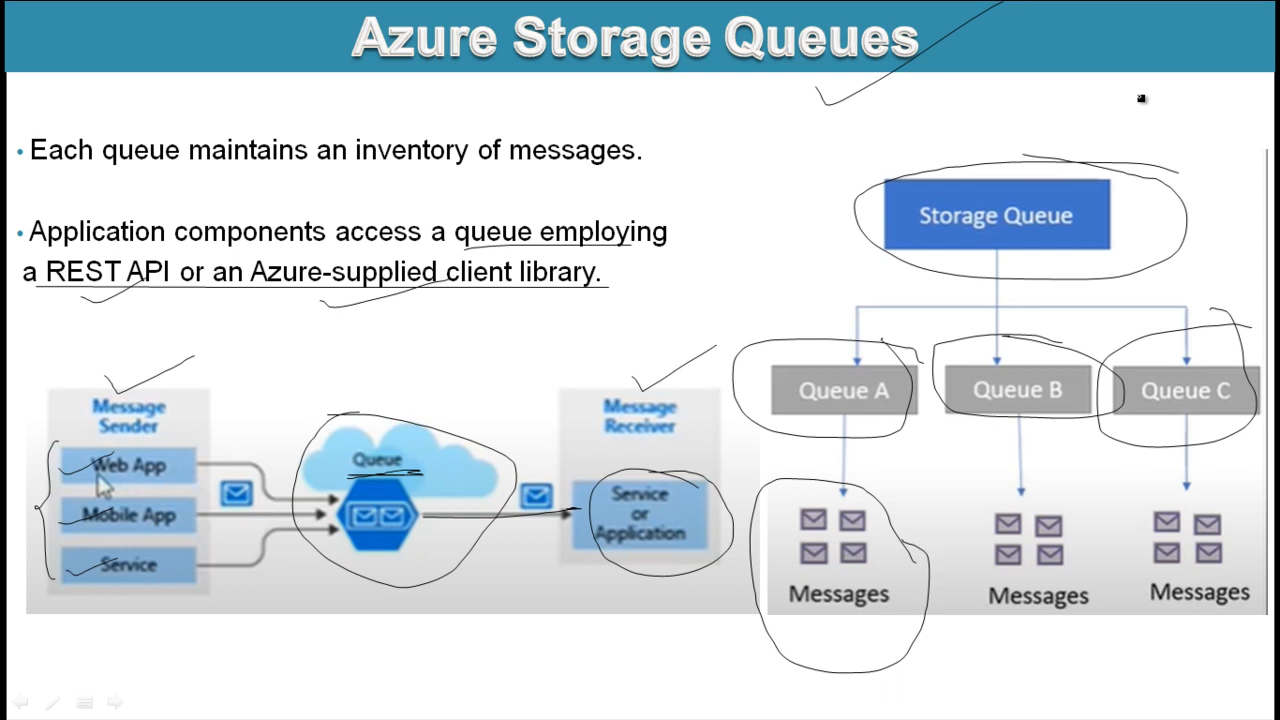 Azure Storage Queues
• Each queue maintains an inventory of messages.
• Application components access a queue employing
a REST API or an Azure-supplied client library.
Message
Sender
Web App
Mobile App
Service
Queue
Message
Receiver
Service
or
Application
Storage Queue
Queue A
Queue B
Queue C
Messages
Messages
Messages